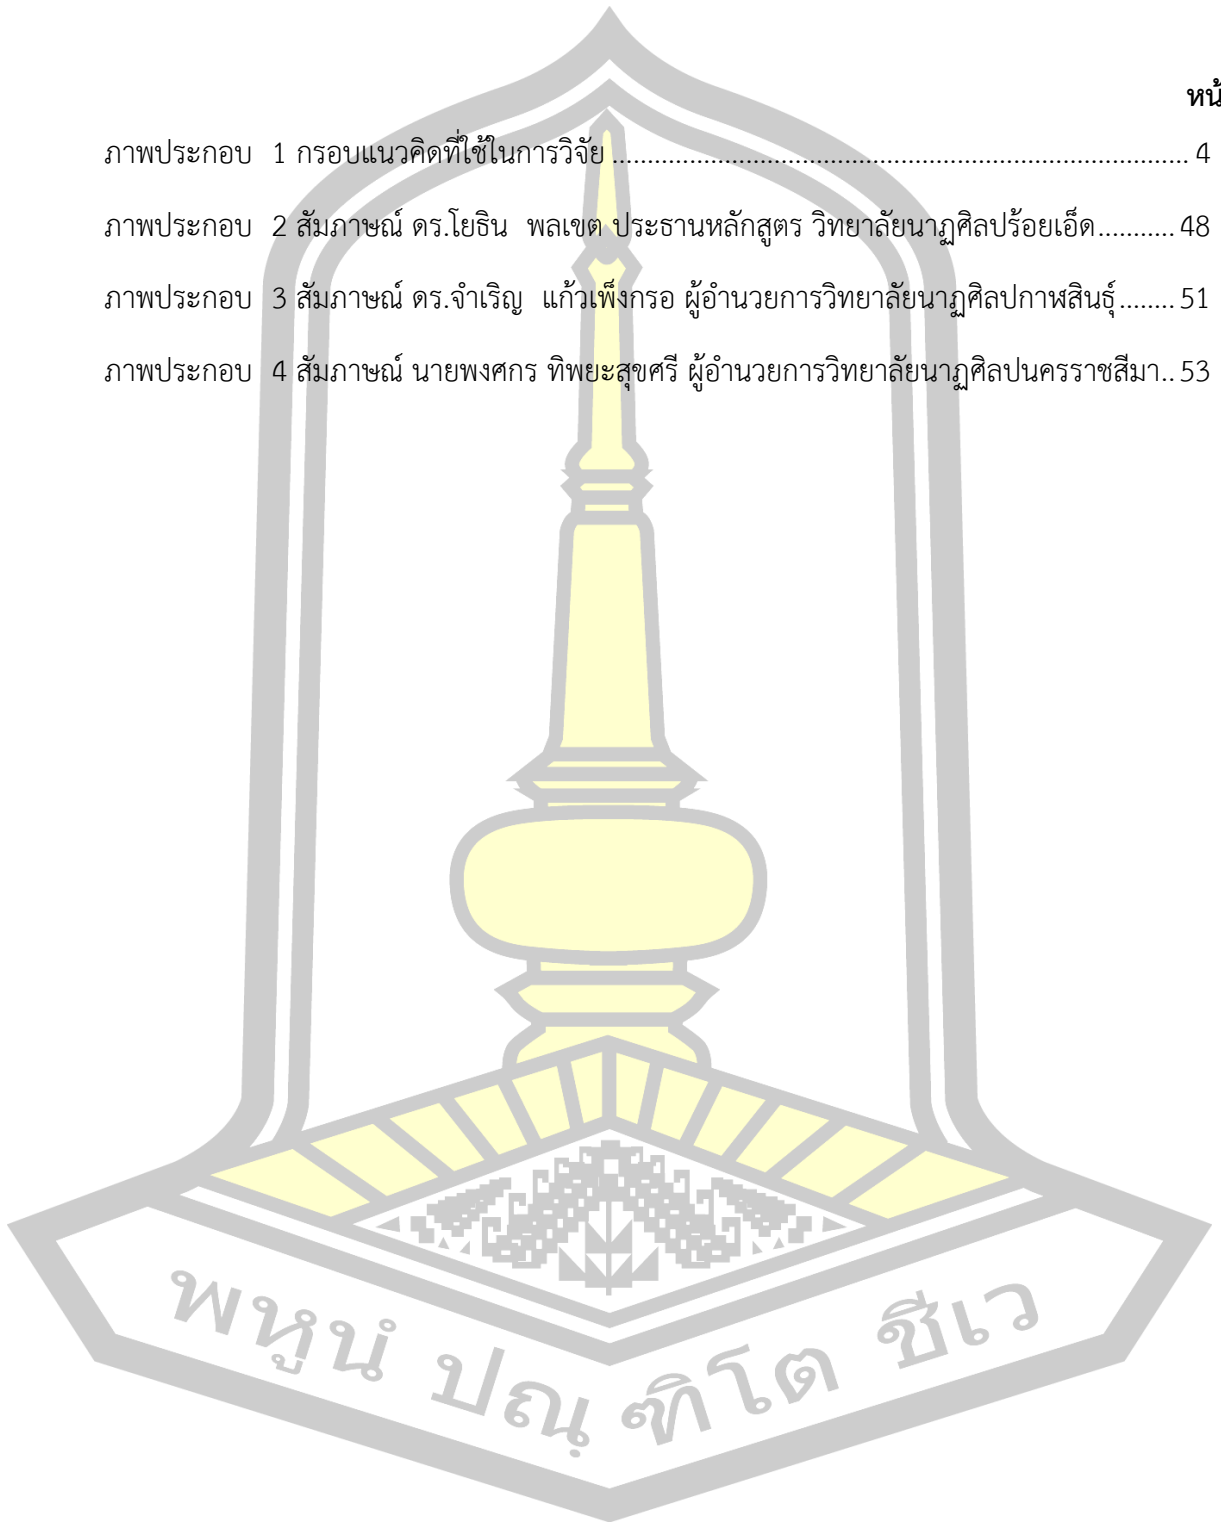 หน้
ภาพประกอบ 1 กรอบแนวคิดที่ใช้ในการวิจัย ................................................................................ 4
ภาพประกอบ 2 สัมภาษณ์ ดร.โยธิน พลเขต ประธานหลักสูตร วิทยาลัยนาฏศิลปร้อยเอ็ด........... 48
ภาพประกอบ 3 สัมภาษณ์ ดร.จำเริญ แก้วเพ็งกรอ ผู้อำนวยการวิทยาลัยนาฏศิลปกาฬสินธุ์........ 51
ภาพประกอบ 4 สัมภาษณ์ นายพงศกร ทิพยะสุขศรี ผู้อำนวยการวิทยาลัยนาฏศิลปนครราชสีมา.. 53
พหูนํ ปณฺฑิโต ชีเว